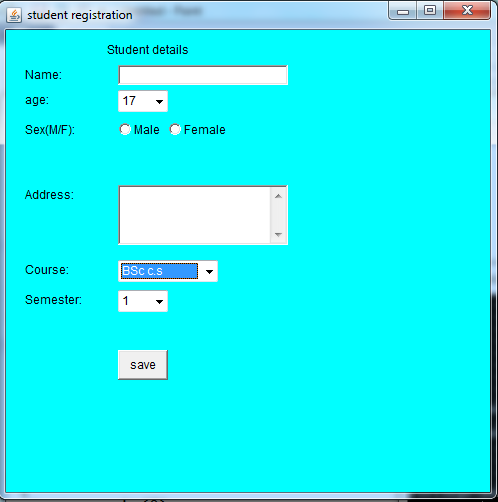 student registration
Student details
Name:
age: 17
Sex(M/F): Male Female
Address:
Course: BSc c.s
Semester: 1
save